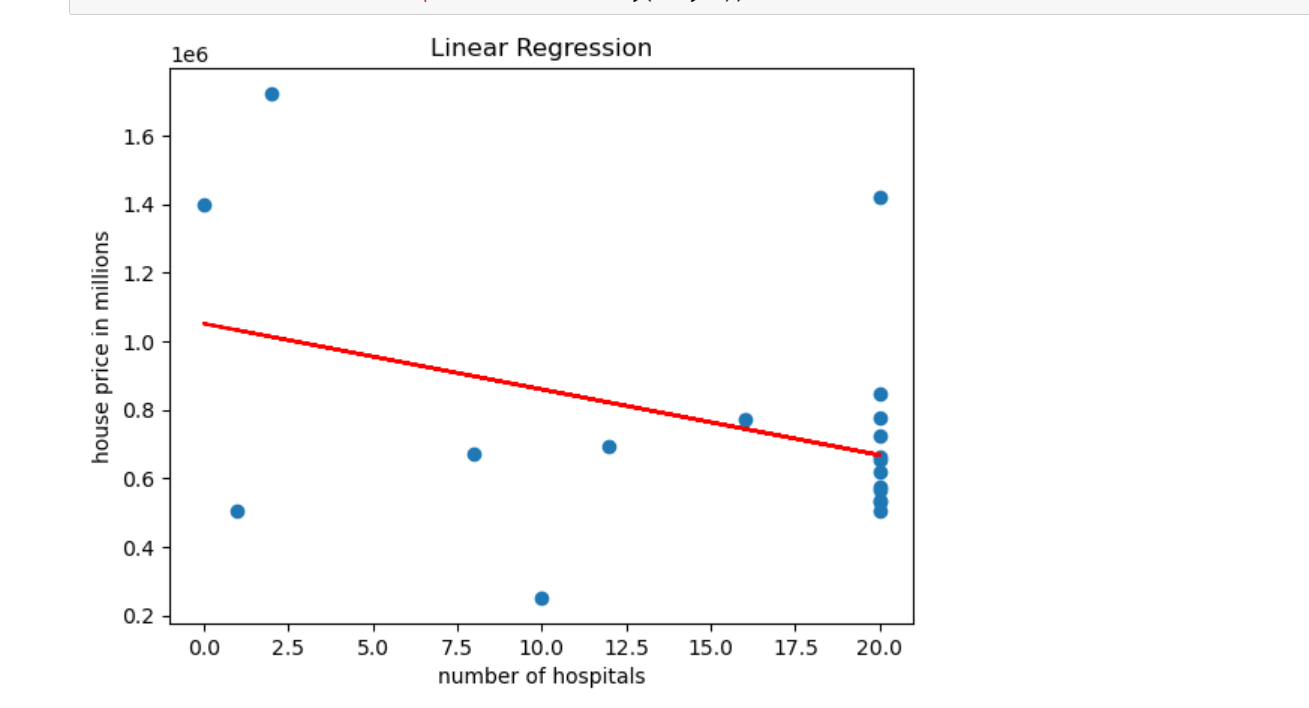 Linear Regression
1e6
1.6
1.4
1.2
1.0
0.8
0.6
0.4
0.2
house price in millions
0.0 2.5 5.0 7.5 10.0 12.5 15.0 17.5 20.0
number of hospitals